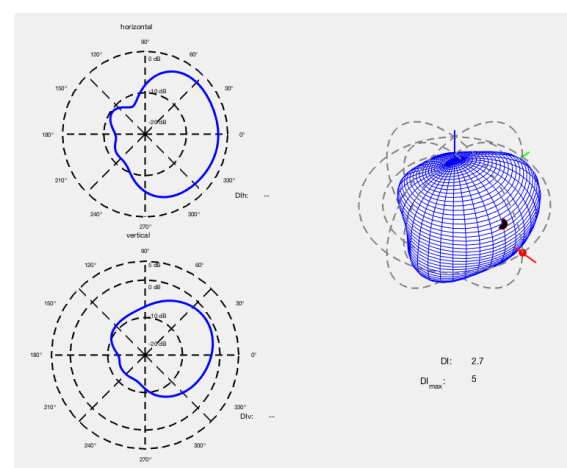 horizontal
90°
120°
60°
0 dB
150°
30°
-10 dB
-20 dB
180°
0°
210°
330°
DIh: --
240°
300°
270°
vertical
90°
120°
5 dB
60°
0 dB
150°
30°
-10 dB
-20 dB
180°
0°
210°
330°
DIv: --
240°
300°
270°
DI: 2.7
DImax: 5